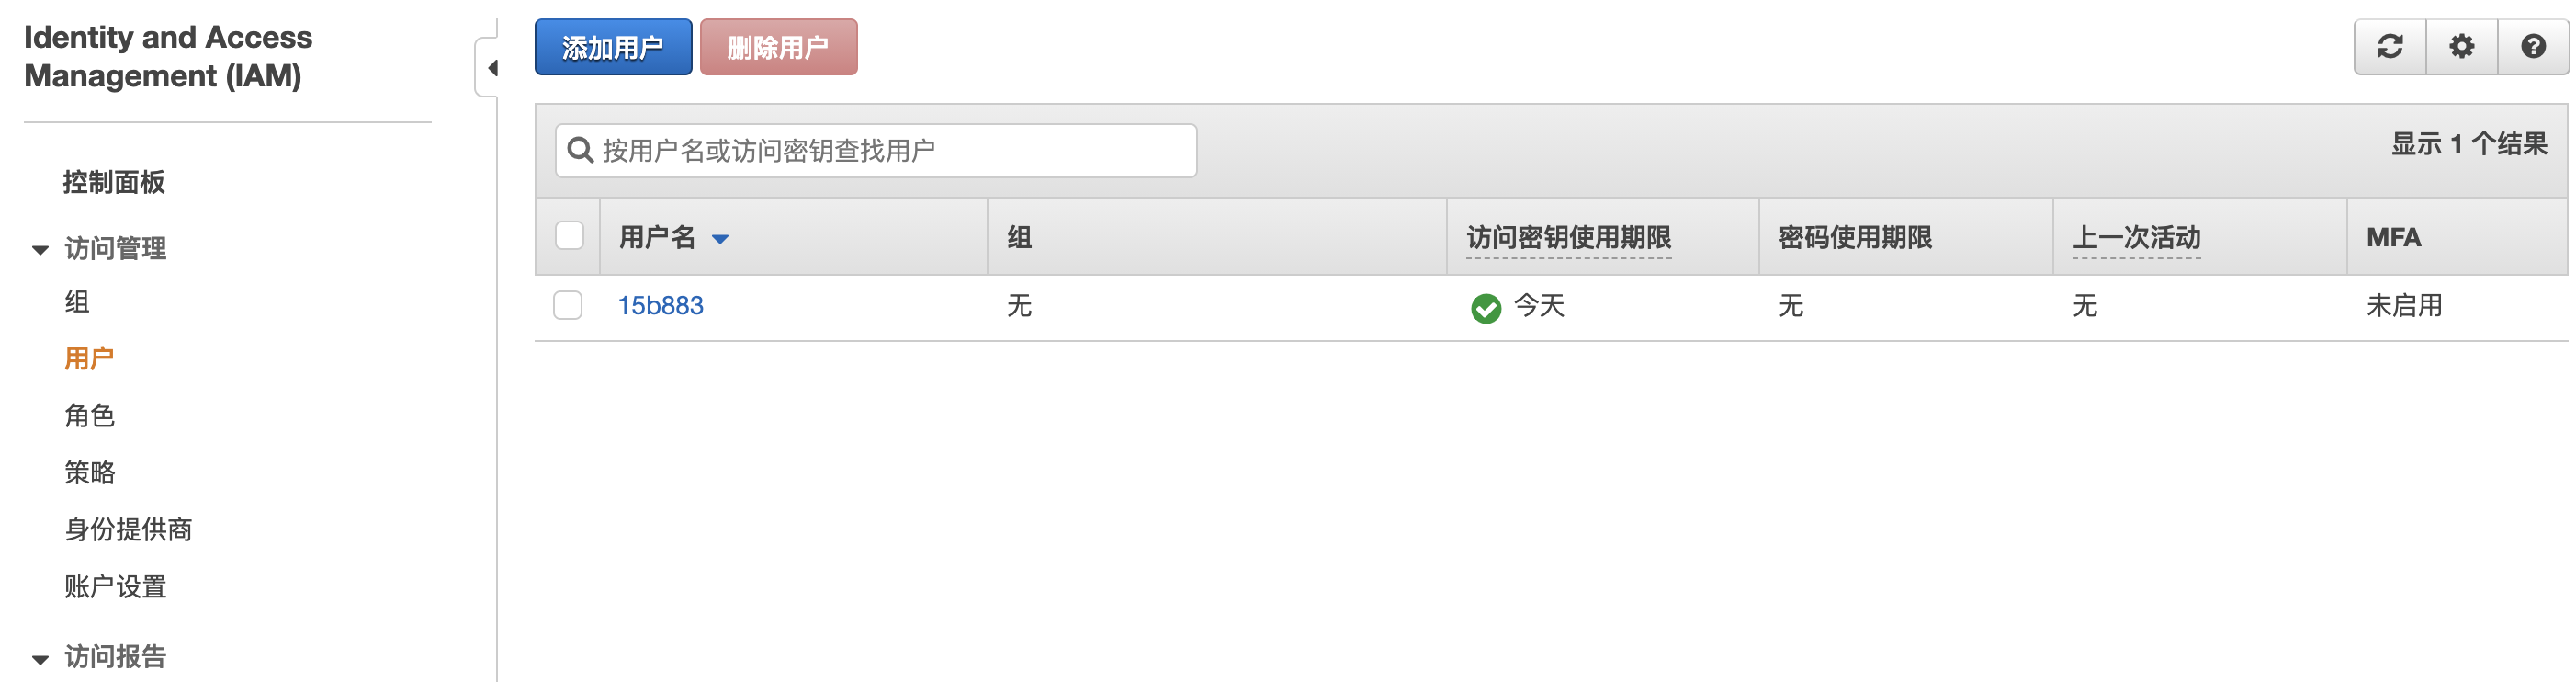 Identity and Access
Management (IAM)
控制面板
访问管理
组
用户
角色
策略
身份提供商
账户设置
访问报告
添加用户 删除用户
按用户名或访问密钥查找用户
显示 1 个结果
用户名 组 访问密钥使用期限 密码使用期限 上一次活动 MFA
15b883 无 今天 无 无 未启用